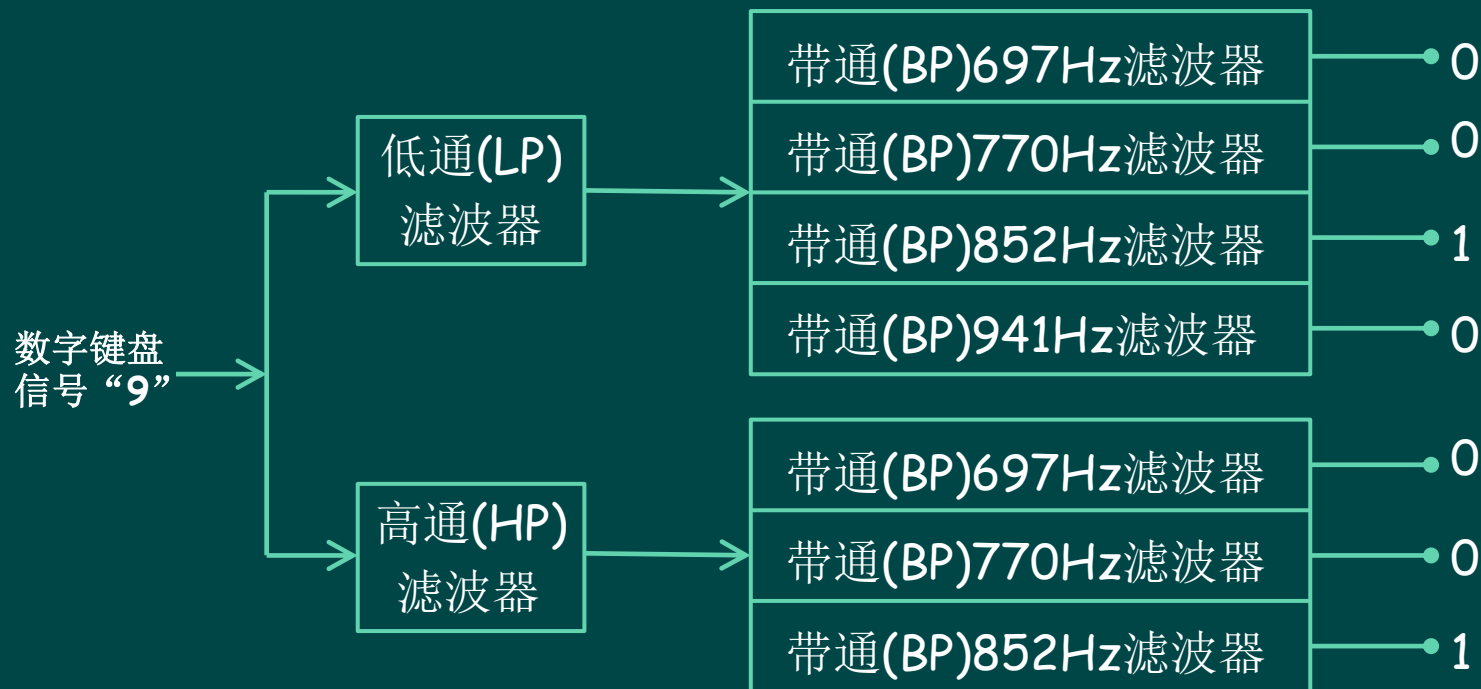 数字键盘
信号“9”
低通(LP)
滤波器
带通(BP)697Hz滤波器
0
带通(BP)770Hz滤波器
0
带通(BP)852Hz滤波器
1
带通(BP)941Hz滤波器
0
高通(HP)
滤波器
带通(BP)697Hz滤波器
0
带通(BP)770Hz滤波器
0
带通(BP)852Hz滤波器
1